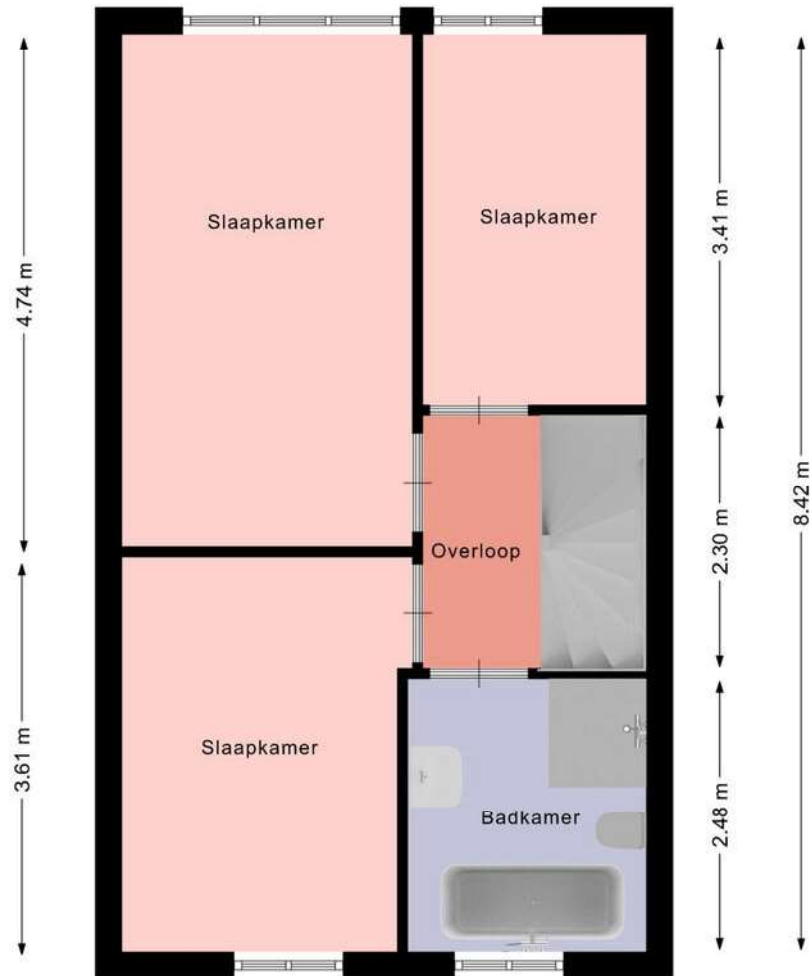 Slaapkamer
Slaapkamer
4.74 m
3.41 m
8.42 m
Overloop
2.30 m
Slaapkamer
3.61 m
Badkamer
2.48 m